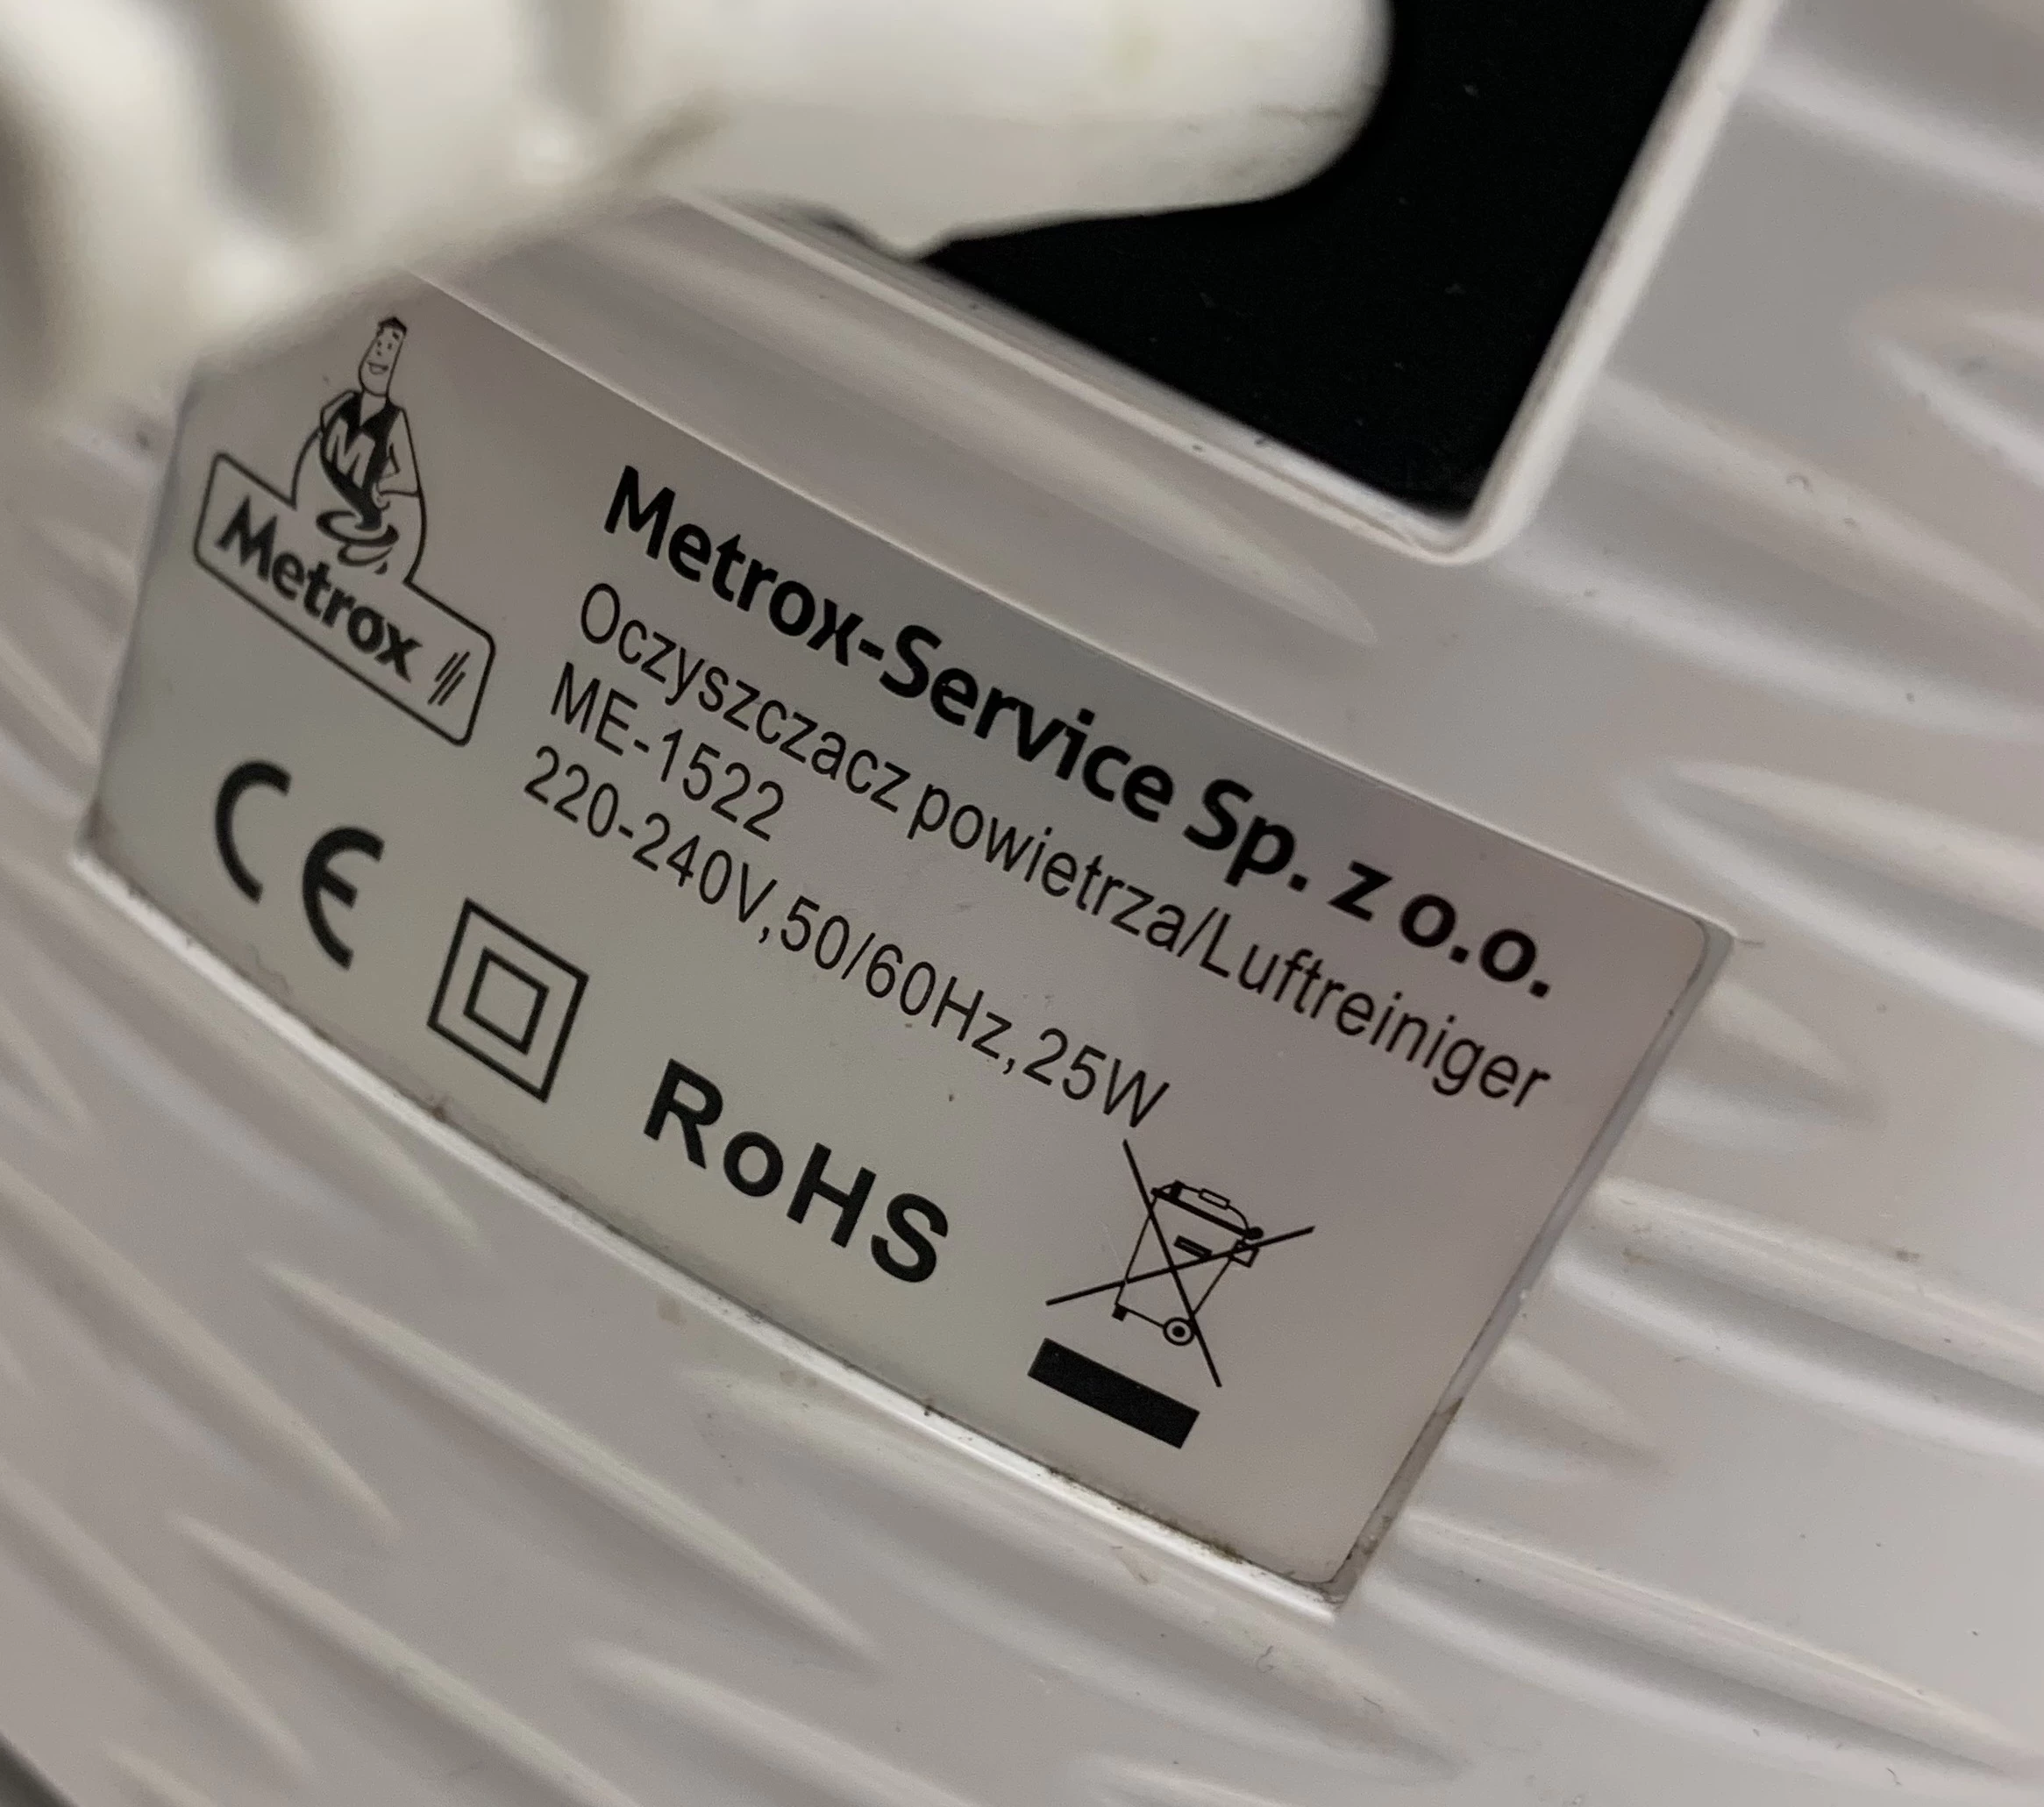 M
Metrox
Metrox-Service Sp. z o.o.
Oczyszczacz powietrza/Luftreiniger
ME-1522
220-240V,50/60Hz,25W
CE
RoHS